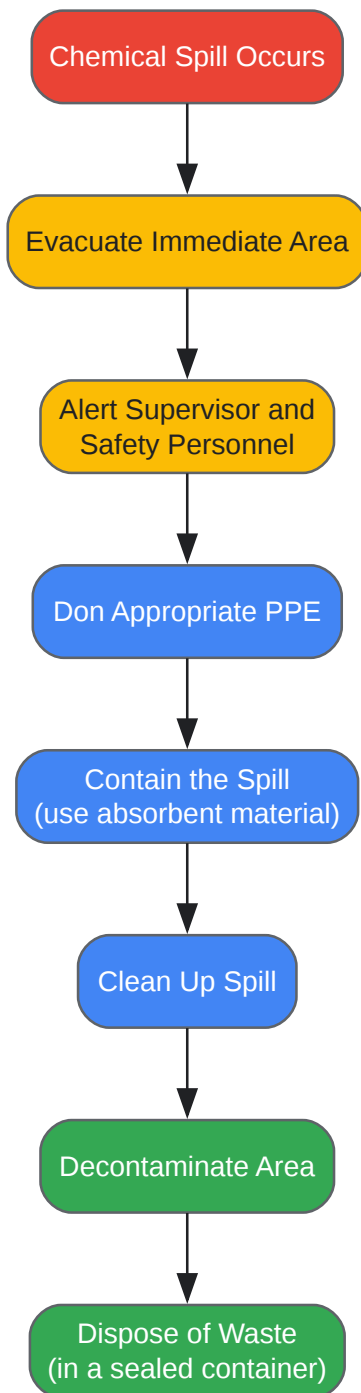 Chemical Spill Occurs
Evacuate Immediate Area
Alert Supervisor and
Safety Personnel
Don Appropriate PPE
Contain the Spill
(use absorbent material)
Clean Up Spill
Decontaminate Area
Dispose of Waste
(in a sealed container)